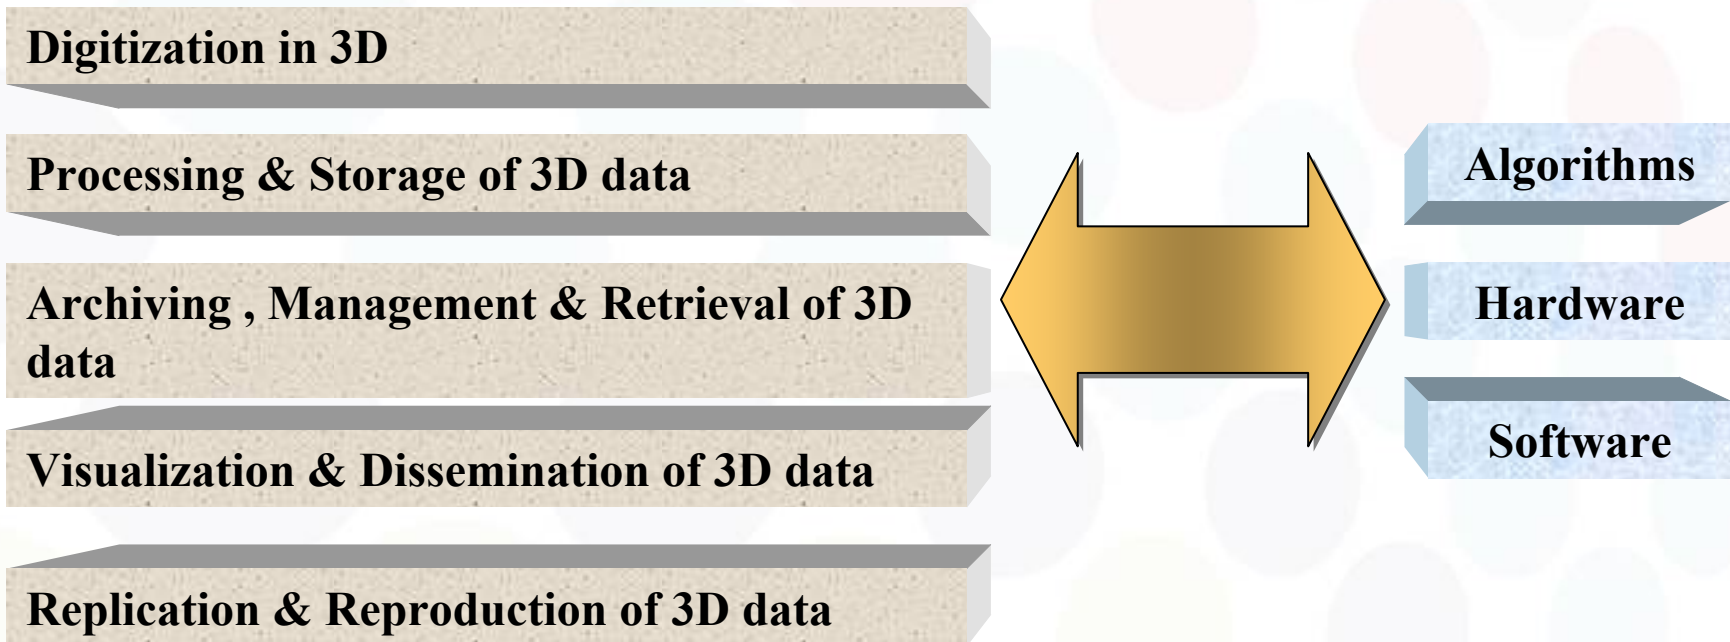 Digitization in 3D
Processing & Storage of 3D data
Archiving , Management & Retrieval of 3D
data
Visualization & Dissemination of 3D data
Replication & Reproduction of 3D data
Algorithms
Hardware
Software